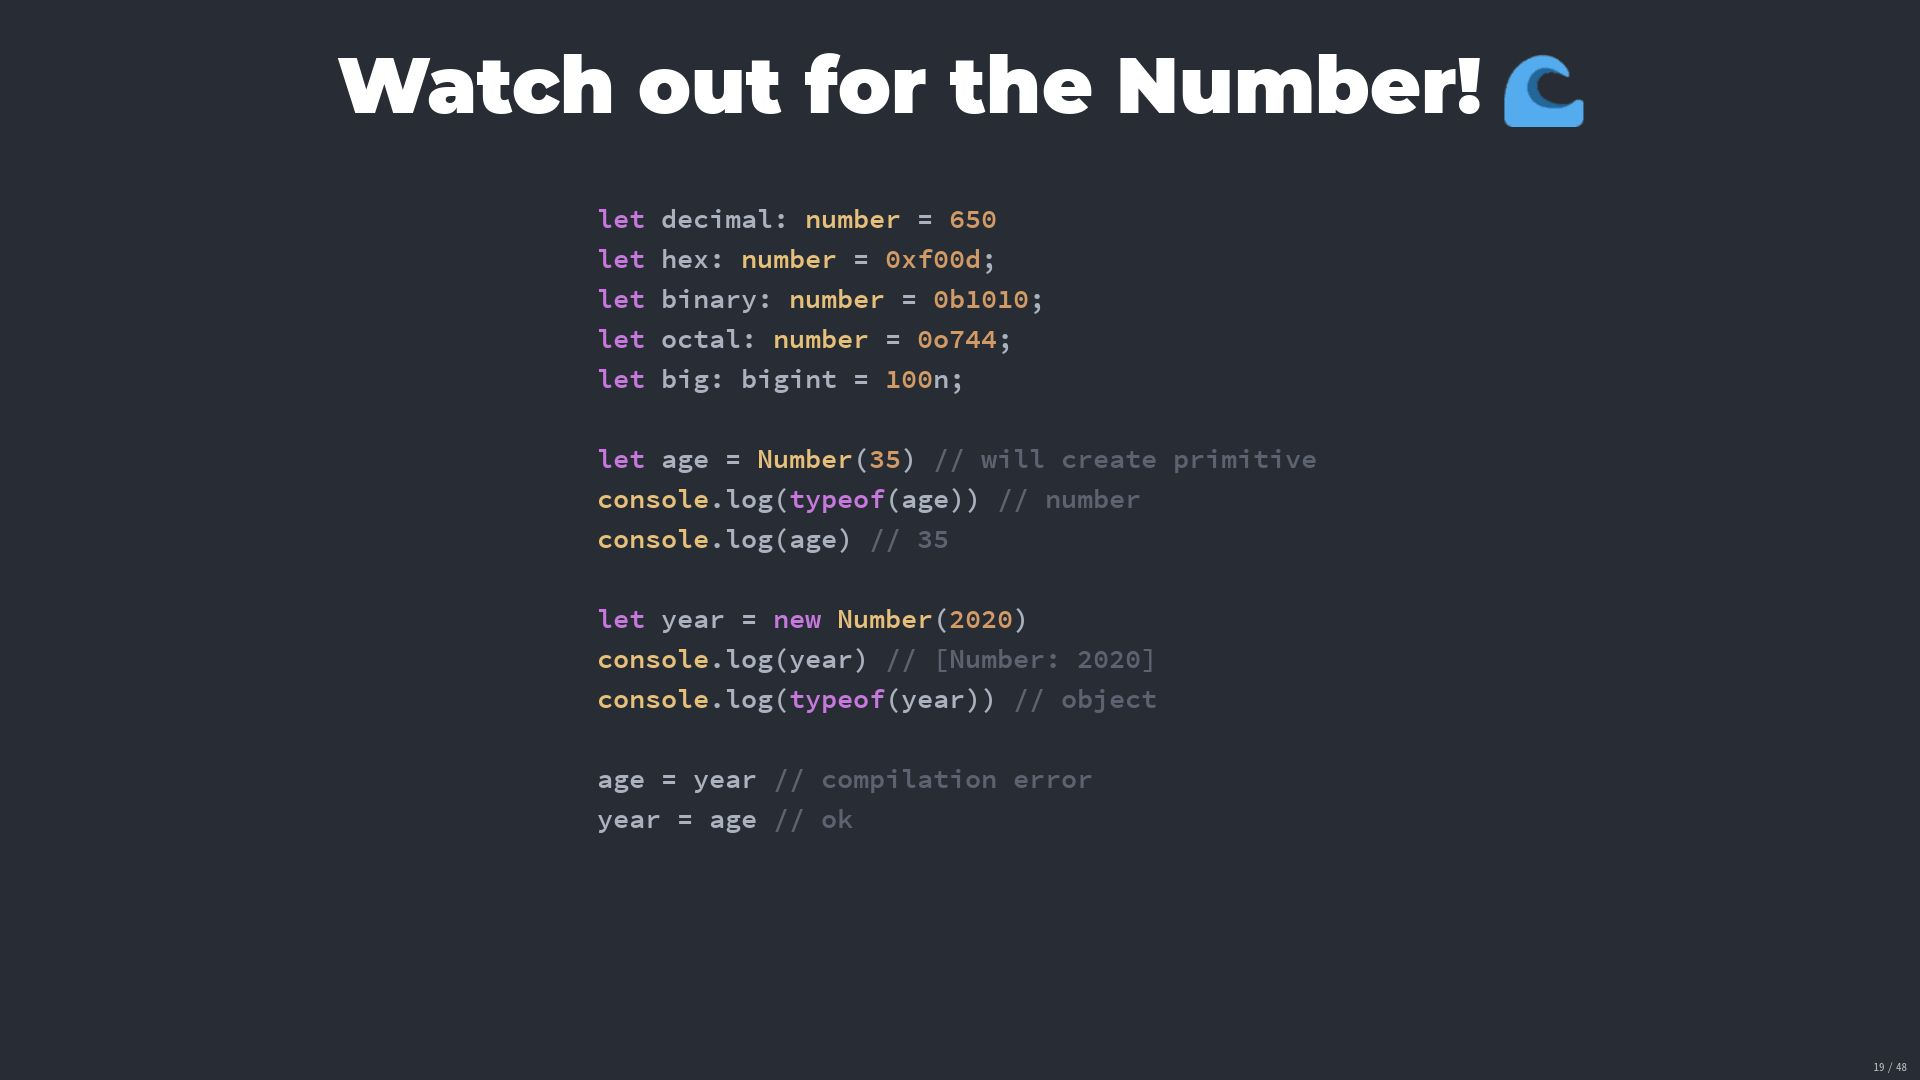 Watch out for the Number! 🌊
let decimal: number = 650
let hex: number = 0xf00d;
let binary: number = 0b1010;
let octal: number = 0o744;
let big: bigint = 100n;
let age = Number(35) // will create primitive
console.log(typeof(age)) // number
console.log(age) // 35
let year = new Number(2020)
console.log(year) // [Number: 2020]
console.log(typeof(year)) // object
age = year // compilation error
year = age // ok
19 / 48